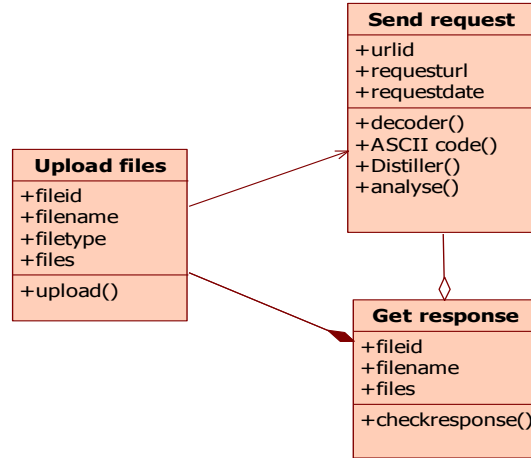 Send request
+urlid
+requesturl
+requestdate
+decoder()
+ASCII code()
+Distiller()
+analyse()
Upload files
+fileid
+filename
+filetype
+files
+upload()
Get response
+fileid
+filename
+files
+checkresponse()